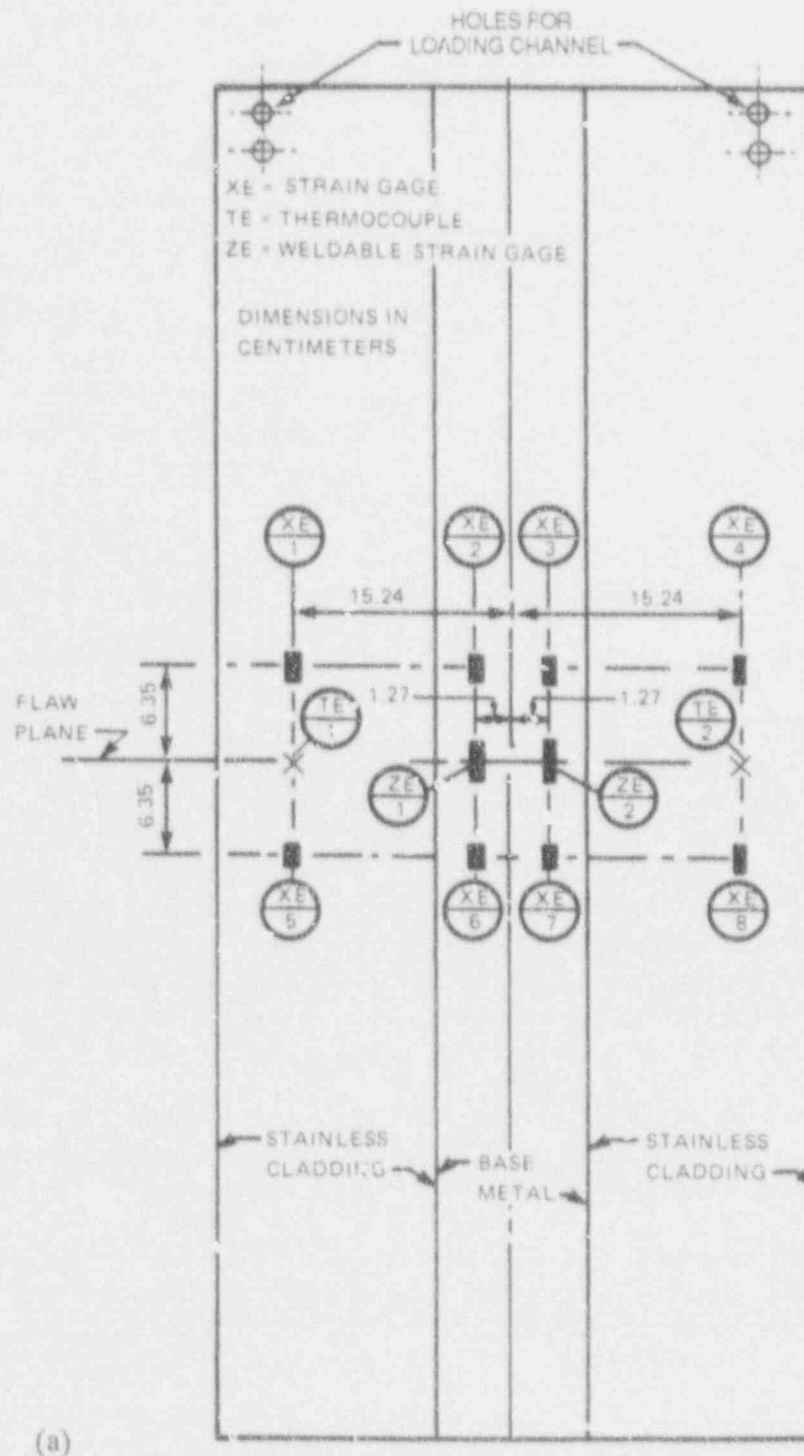 HOLES FOR
LOADING CHANNEL
XE = STRAIN GAGE.
TE = THERMOCOUPLE
ZE = WELDABLE STRAIN GAGE
DIMENSIONS IN
CENTIMETERS
XE
1
XE
2
XE
3
XE
4
15.24
15.24
6.35
FLAW
PLANE
TE
1
1.27
1.27
TE
2
6.35
ZE
1
ZE
2
XE
5
XE
6
XE
7
XE
8
STAINLESS
CLADDING
BASE
METAL
STAINLESS
CLADDING
(a)